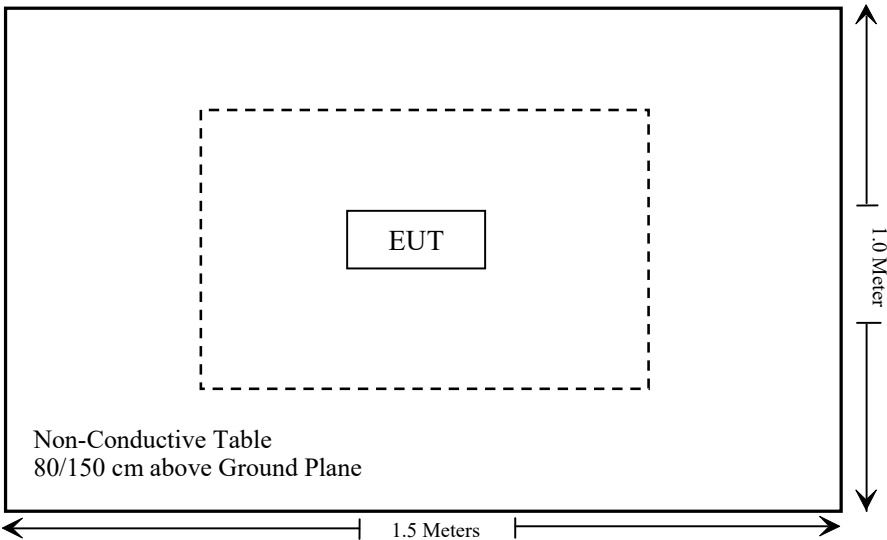 EUT
1.0 Meter
Non-Conductive Table
80/150 cm above Ground Plane
1.5 Meters